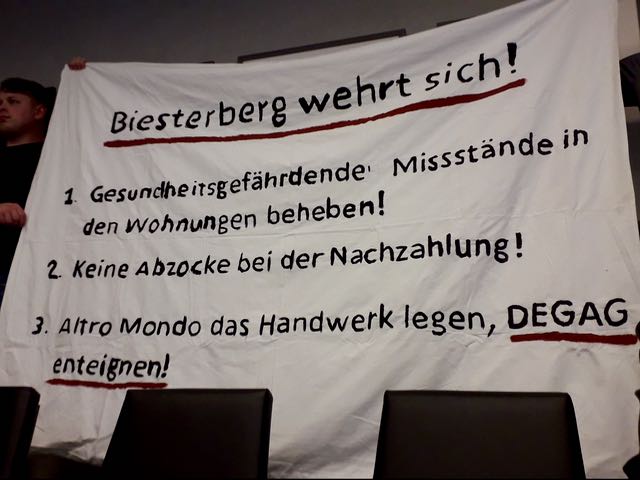 Biesterberg wehrt sich!
1. Gesundheitsgefährdende Missstände in
den Wohnungen beheben!
2. Keine Abzocke bei der Nachzahlung!
3. Altro Mondo das Handwerk legen, DEGAG
enteignen!